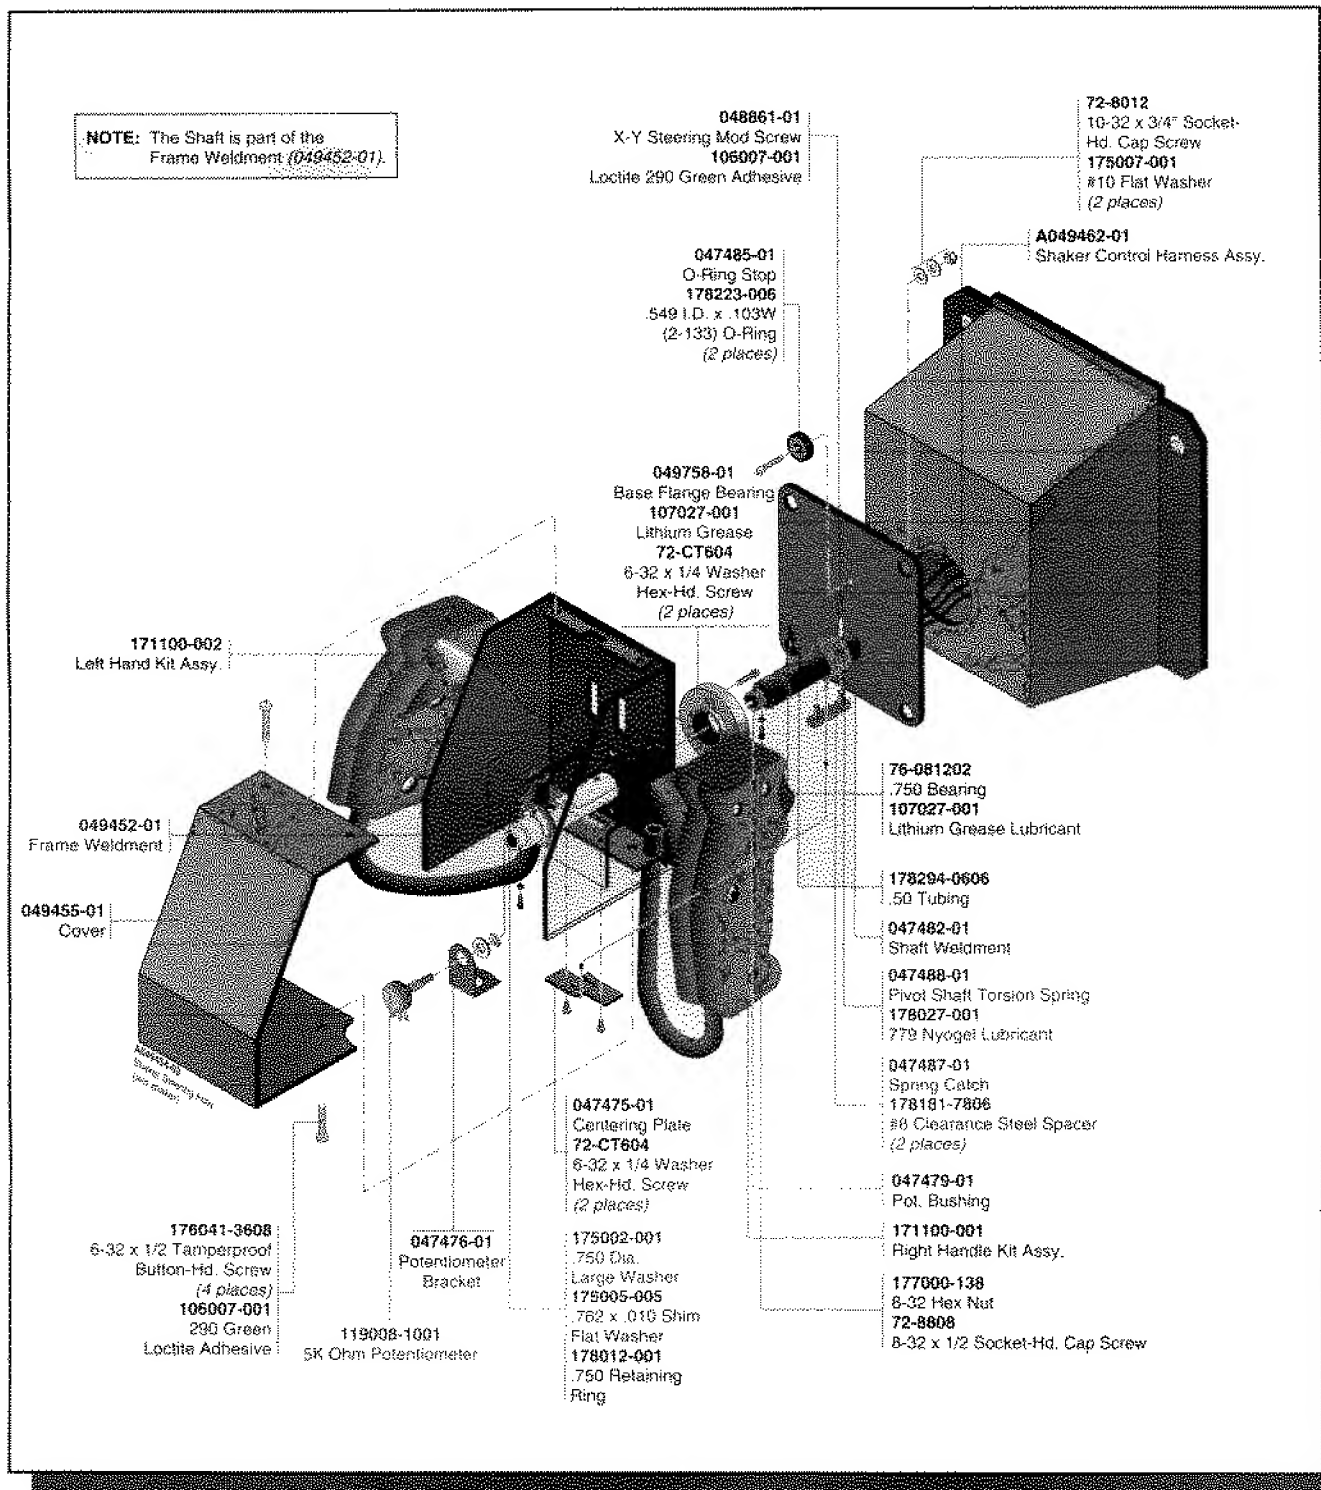 NOTE: The Shaft is part of the
Frame Weldment (049452-01).
048861-01
X-Y Steering Mod Screw
106007-001
Loctite 290 Green Adhesive
72-8012
10-32 x 3/4" Socket-
Hd. Cap Screw
175007-001
#10 Flat Washer
(2 places)
A049462-01
Shaker Control Harness Assy.
047485-01
O-Ring Stop
178223-006
.549 I.D. x .103W
(2-133) O-Ring
(2 places)
049758-01
Base Flange Bearing
107027-001
Lithium Grease
72-CT604
6-32 x 1/4 Washer
Hex-Hd. Screw
(2 places)
171100-002
Left Hand Kit Assy.
049452-01
Frame Weldment
049455-01
Cover
76-081202
.750 Bearing
107027-001
Lithium Grease Lubricant
178294-0606
.50 Tubing
047482-01
Shaft Weldment
047488-01
Pivot Shaft Torsion Spring
178027-001
779 Nyogel Lubricant
047487-01
Spring Catch
178181-7806
#8 Clearance Steel Spacer
(2 places)
047479-01
Pot. Bushing
171100-001
Right Handle Kit Assy.
177000-138
8-32 Hex Nut
72-8808
8-32 x 1/2 Socket-Hd. Cap Screw
047475-01
Centering Plate
72-CT604
6-32 x 1/4 Washer
Hex-Hd. Screw
(2 places)
175002-001
.750 Dia.
Large Washer
175005-005
.762 x .010 Shim
Flat Washer
178012-001
.750 Retaining
Ring
047476-01
Potentiometer
Bracket
119008-1001
5K Ohm Potentiometer
176041-3608
6-32 x 1/2 Tamperproof
Button-Hd. Screw
(4 places)
106007-001
290 Green
Loctite Adhesive